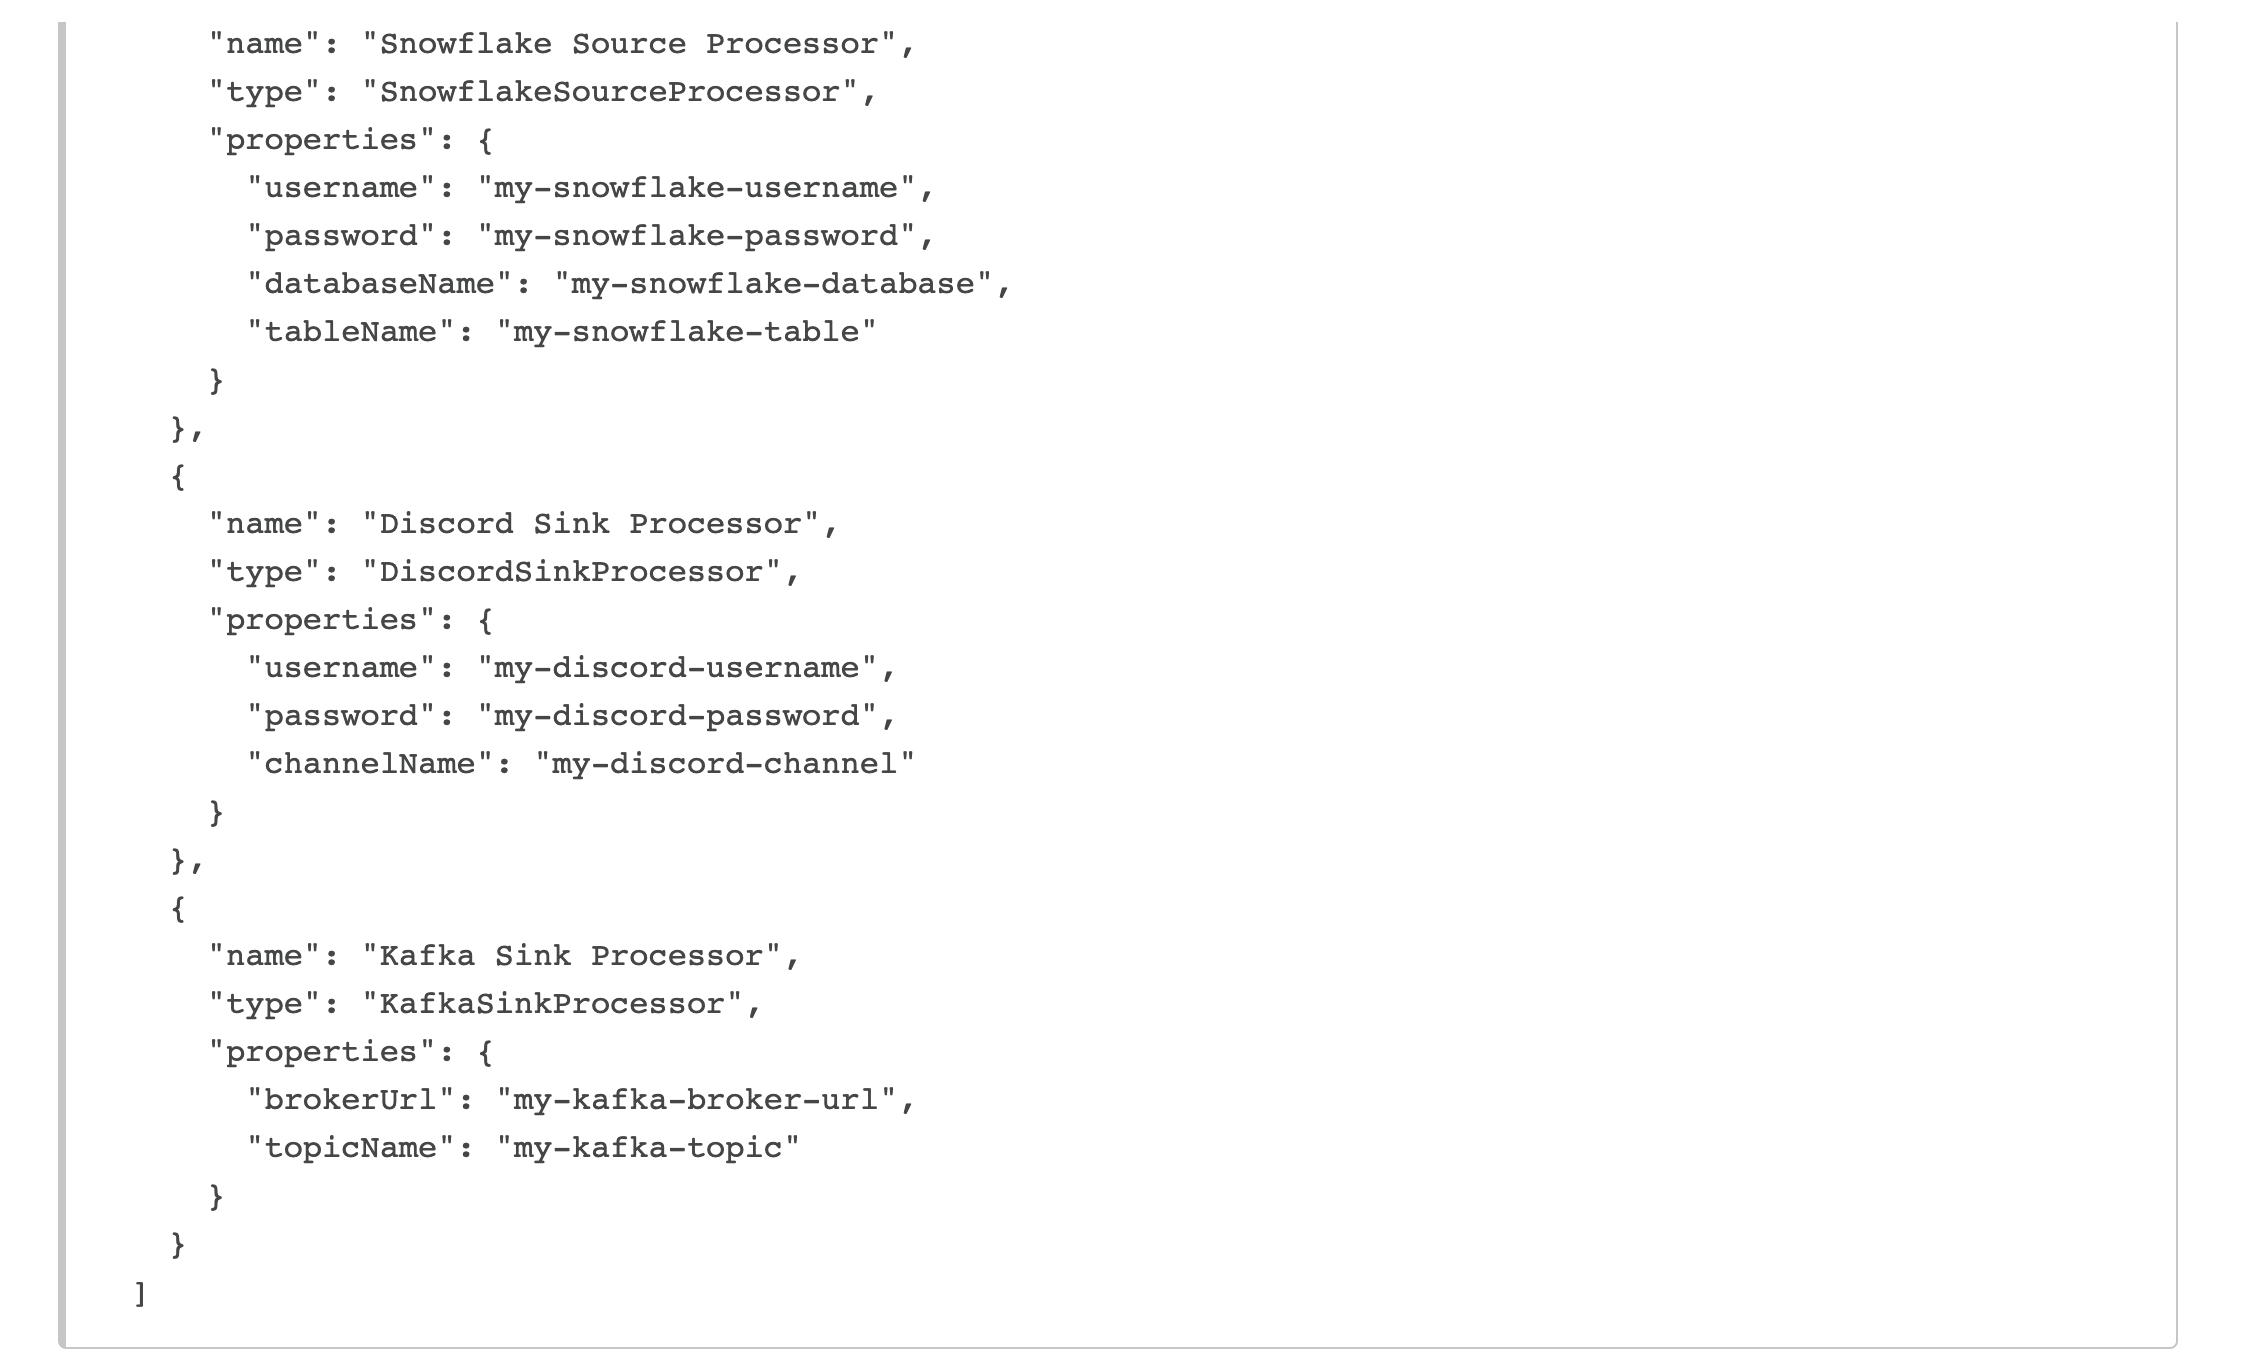 "name": "Snowflake Source Processor",
"type": "SnowflakeSourceProcessor",
"properties": {
"username": "my-snowflake-username",
"password": "my-snowflake-password",
"databaseName": "my-snowflake-database",
"tableName": "my-snowflake-table"
}
},
{
"name": "Discord Sink Processor",
"type": "DiscordSinkProcessor",
"properties": {
"username": "my-discord-username",
"password": "my-discord-password",
"channelName": "my-discord-channel"
}
},
{
"name": "Kafka Sink Processor",
"type": "KafkaSinkProcessor",
"properties": {
"brokerUrl": "my-kafka-broker-url",
"topicName": "my-kafka-topic"
}
}
]